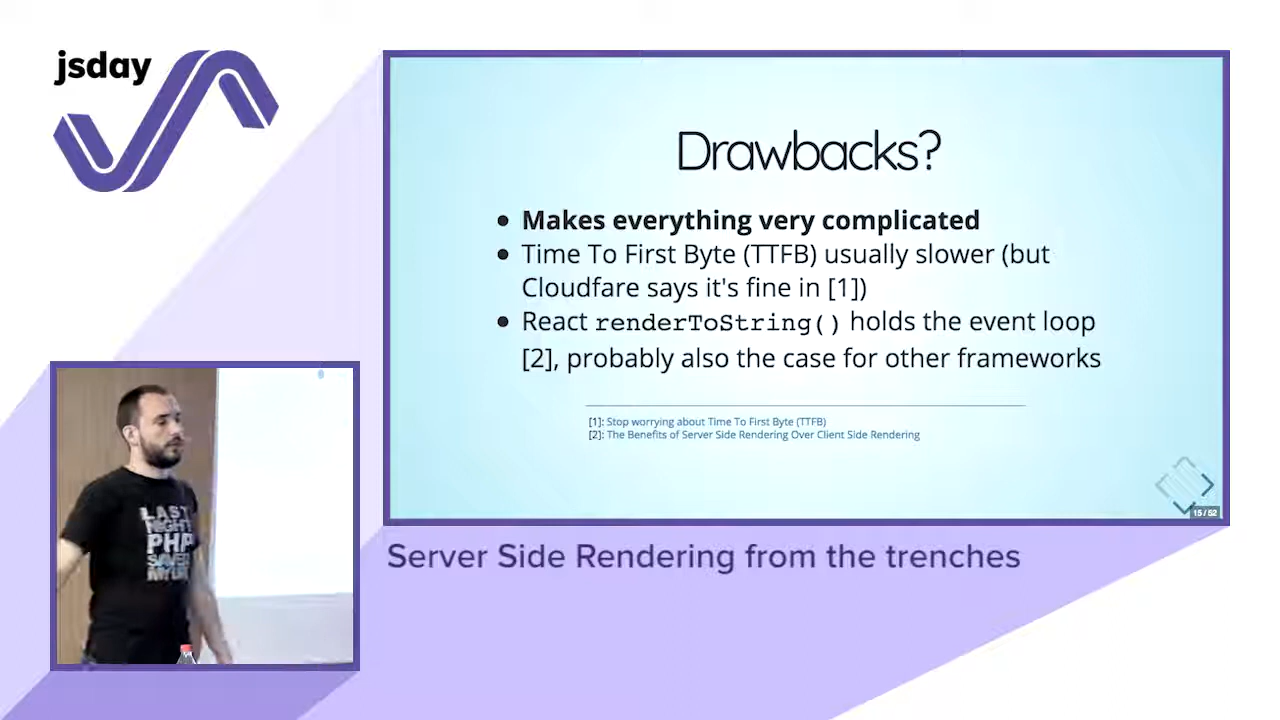 jsday
Drawbacks?
• Makes everything very complicated
• Time To First Byte (TTFB) usually slower (but
Cloudfare says it's fine in [1])
• React renderToString() holds the event loop
[2], probably also the case for other frameworks
[1]: Stop worrying about Time To First Byte (TTFB)
[2]: The Benefits of Server Side Rendering Over Client Side Rendering
15 / 52
LAST
NIGHT
PHP
SAVED
MY LIFE
Server Side Rendering from the trenches